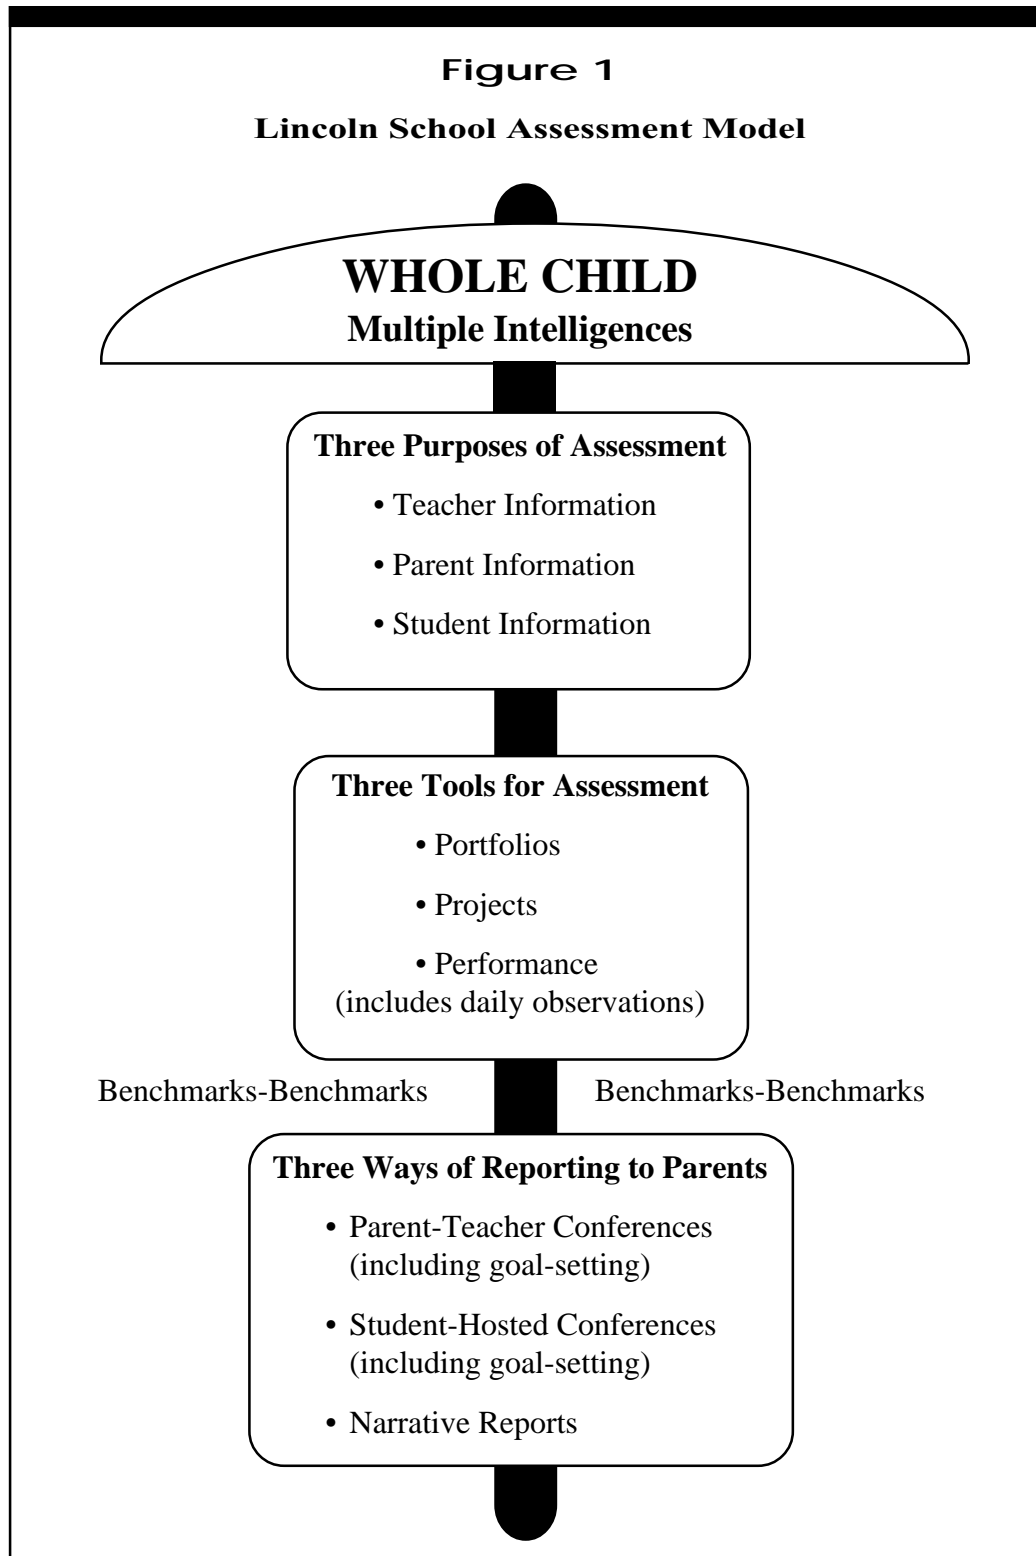 Figure 1
Lincoln School Assessment Model
WHOLE CHILD
Multiple Intelligences
Three Purposes of Assessment
• Teacher Information
• Parent Information
• Student Information
Three Tools for Assessment
• Portfolios
• Projects
• Performance
(includes daily observations)
Benchmarks-Benchmarks
Benchmarks-Benchmarks
Three Ways of Reporting to Parents
• Parent-Teacher Conferences
(including goal-setting)
• Student-Hosted Conferences
(including goal-setting)
• Narrative Reports